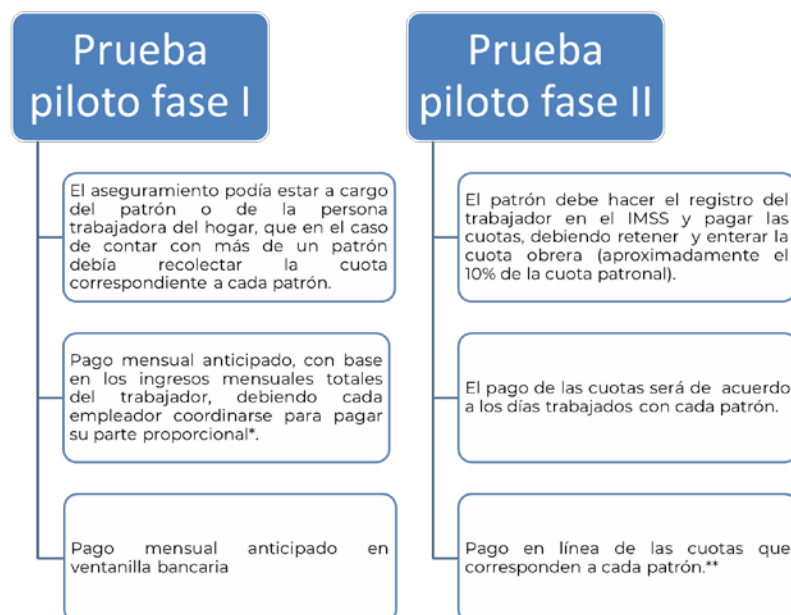 Prueba
piloto fase I
El aseguramiento podía estar a cargo
del patrón o de la persona
trabajadora del hogar, que en el caso
de contar con más de un patrón
debía recolectar la cuota
correspondiente a cada patrón.
Pago mensual anticipado, con base
en los ingresos mensuales totales
del trabajador, debiendo cada
empleador coordinarse para pagar
su parte proporcional*.
Pago mensual anticipado en
ventanilla bancaria
Prueba
piloto fase II
El patrón debe hacer el registro del
trabajador en el IMSS y pagar las
cuotas, debiendo retener y enterar la
cuota obrera (aproximadamente el
10% de la cuota patronal).
El pago de las cuotas será de acuerdo
a los días trabajados con cada patrón.
Pago en línea de las cuotas que
corresponden a cada patrón.**